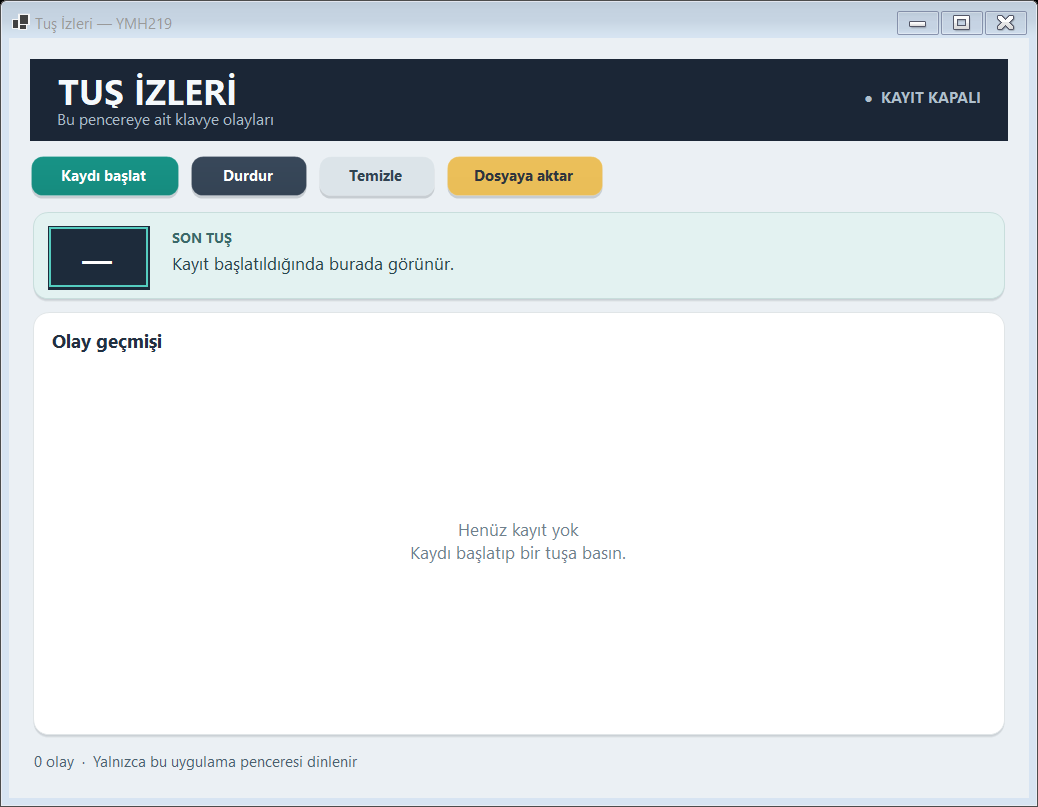 Tuş İzleri — YMH219
TUŞ İZLERİ
Bu pencereye ait klavye olayları
● KAYIT KAPALI
Kaydı başlat
Durdur
Temizle
Dosyaya aktar
—
SON TUŞ
Kayıt başlatıldığında burada görünür.
Olay geçmişi
Henüz kayıt yok
Kaydı başlatıp bir tuşa basın.
0 olay · Yalnızca bu uygulama penceresi dinlenir